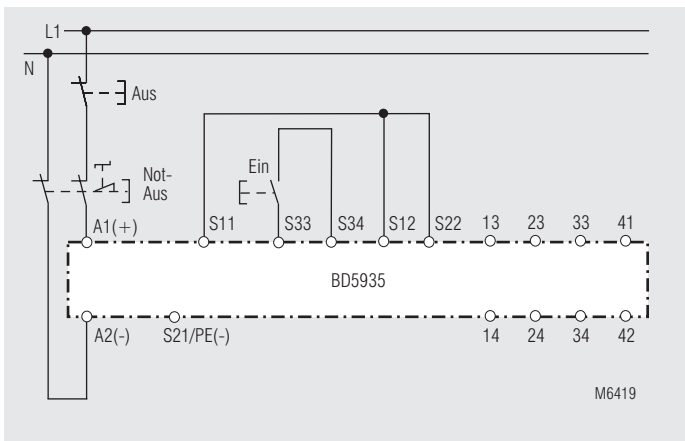 L1
N
Aus
Not-
Aus
Ein
A1(+) S11 S33 S34 S12 S22 13 23 33 41
BD5935
A2(-) S21/PE(-) 14 24 34 42
M6419